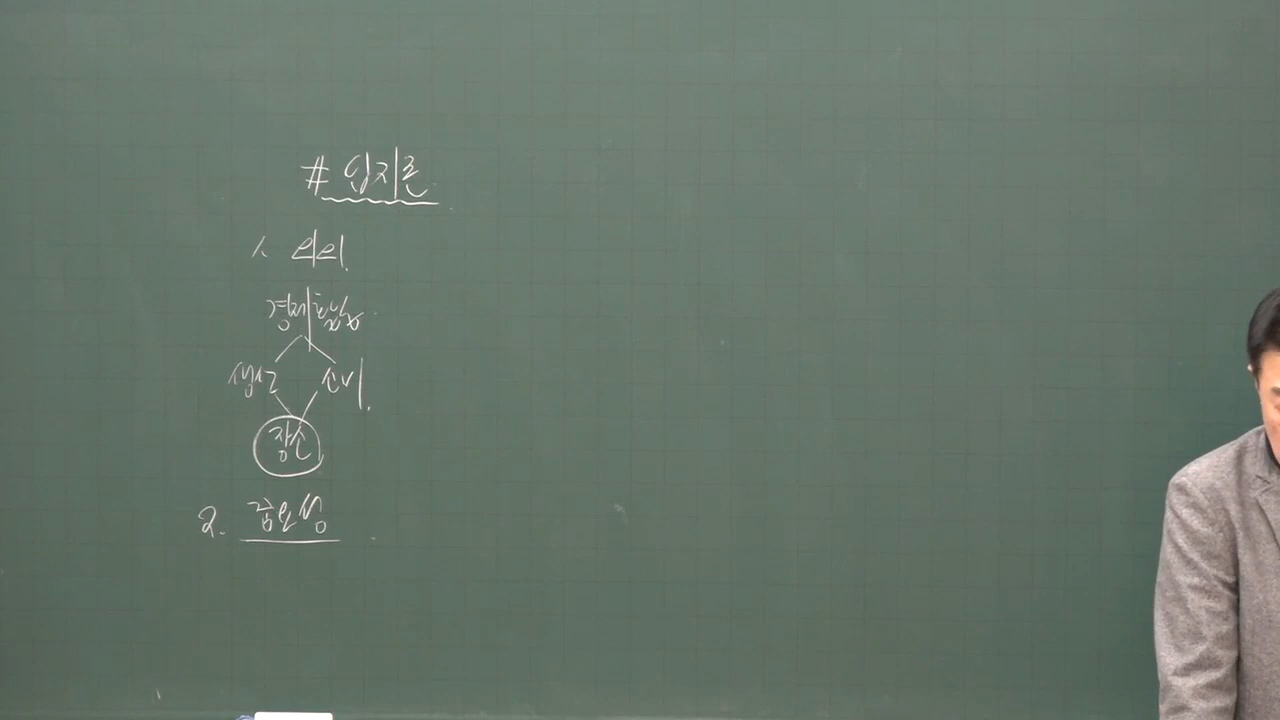 # 입지론
1. 의의
경제활동
생산 소비
장소
2. 중요성